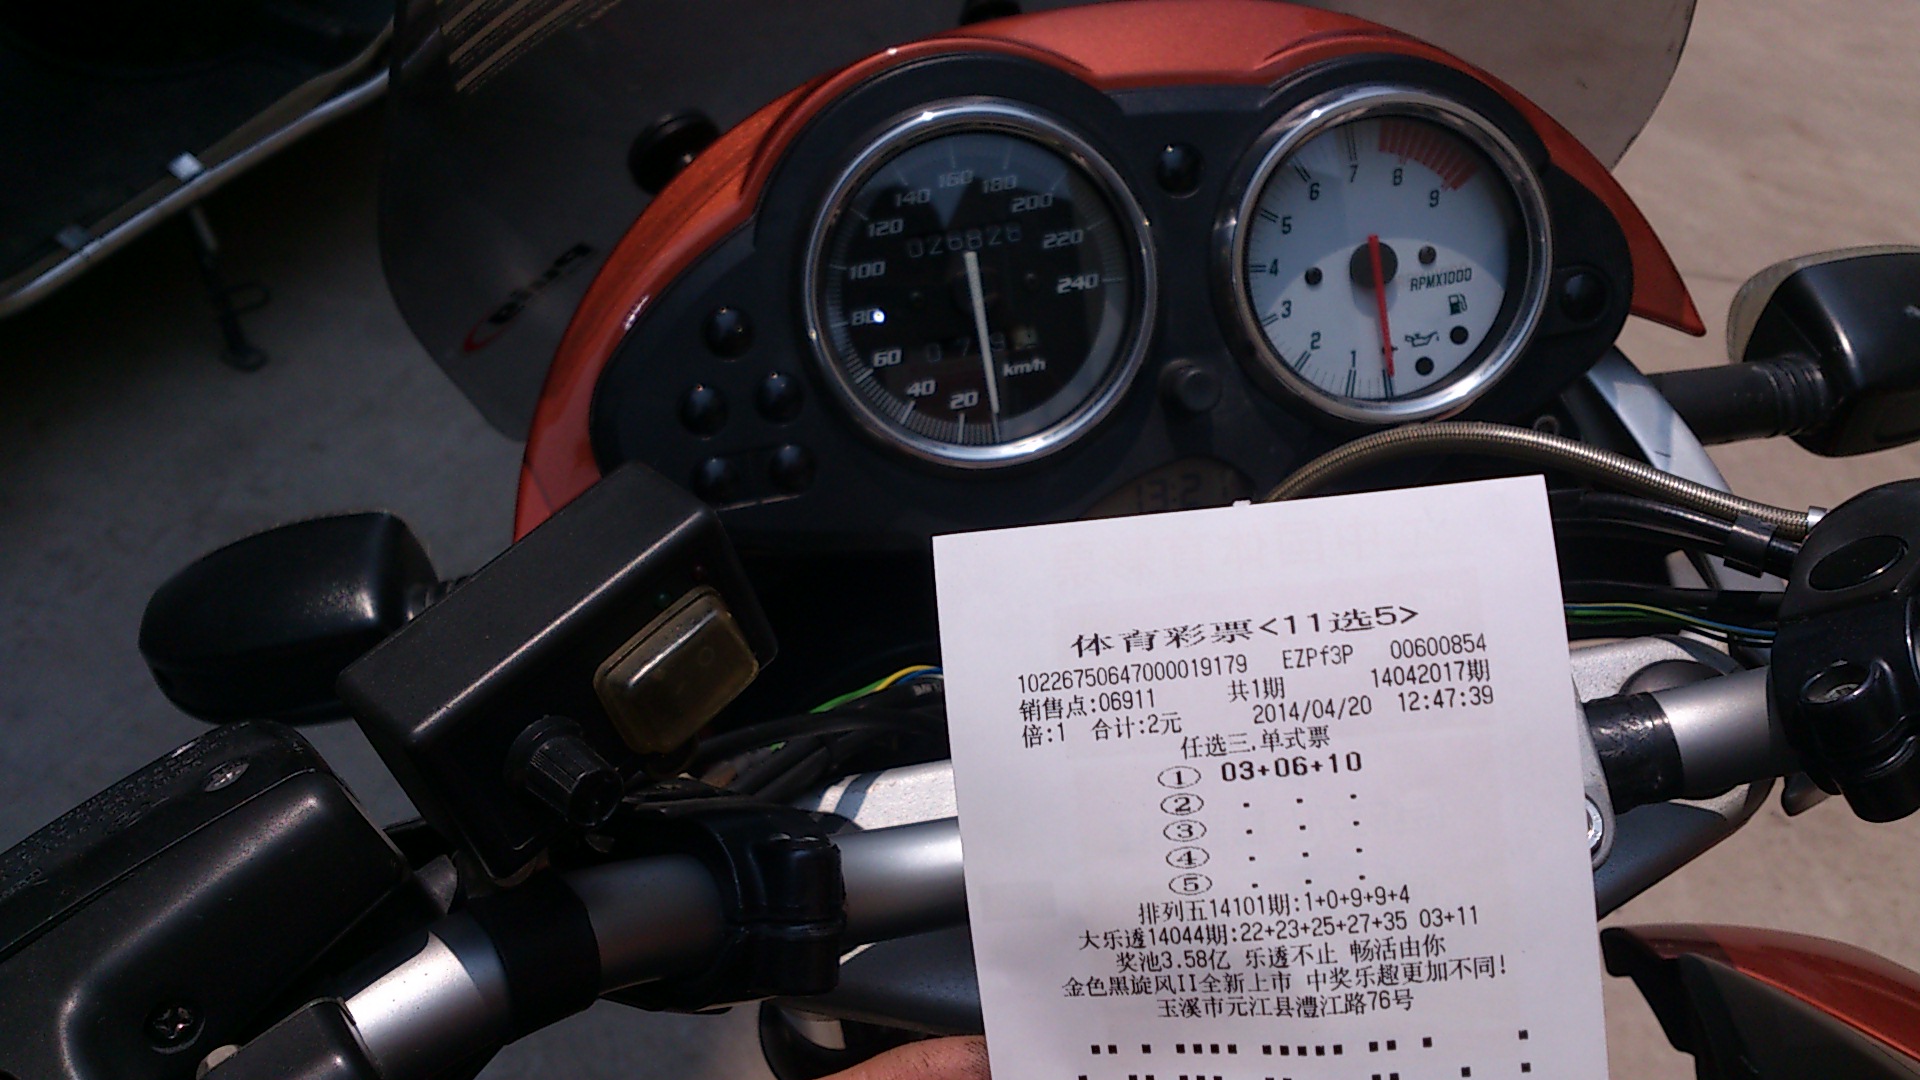 140 160 180
120 200
026826
100 220
80 240
60
km/h
40
20
6 7 8
5 9
4
RPMX1000
3
2 1
体育彩票<11选5>
10226750647000019179 EZPf3P 00600854
销售点:06911 共1期 14042017期
倍:1 合计:2元 2014/04/20 12:47:39
任选三.单式票
① 03+06+10
② . . .
③ . . .
④ . . .
⑤ . . .
排列五14101期:1+0+9+9+4
大乐透14044期:22+23+25+27+35 03+11
奖池3.58亿 乐透不止 畅活由你
金色黑旋风II全新上市 中奖乐趣更加不同!
玉溪市元江县澧江路76号